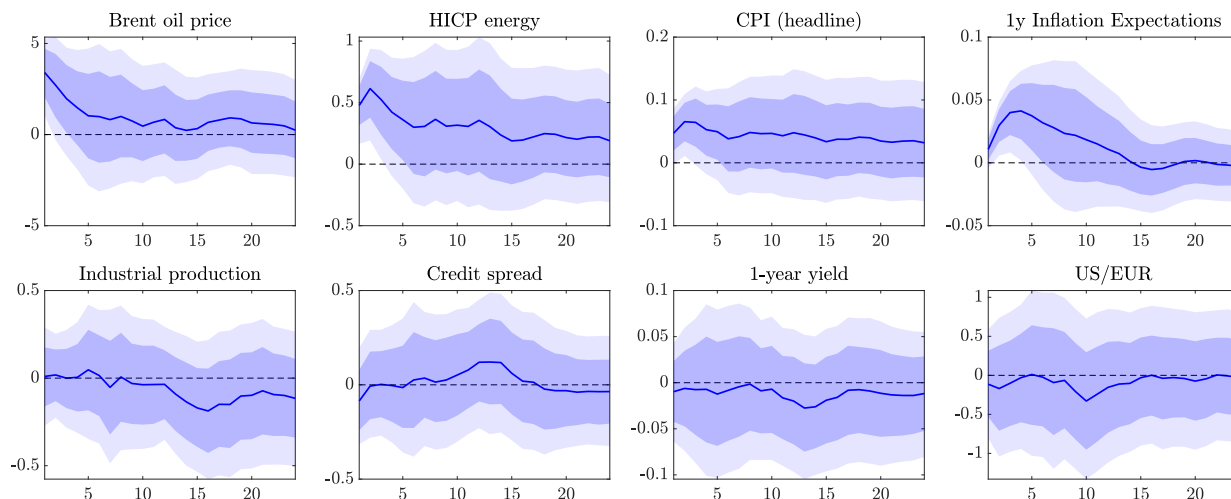 Brent oil price
5
0
-5
5 10 15 20
HICP energy
1
0.5
0
-0.5
5 10 15 20
CPI (headline)
0.2
0.1
0
-0.1
5 10 15 20
1y Inflation Expectations
0.1
0.05
0
-0.05
5 10 15 20
Industrial production
0.5
0
-0.5
5 10 15 20
Credit spread
0.5
0
-0.5
5 10 15 20
1-year yield
0.1
0.05
0
-0.05
-0.1
5 10 15 20
US/EUR
1
0.5
0
-0.5
-1
5 10 15 20